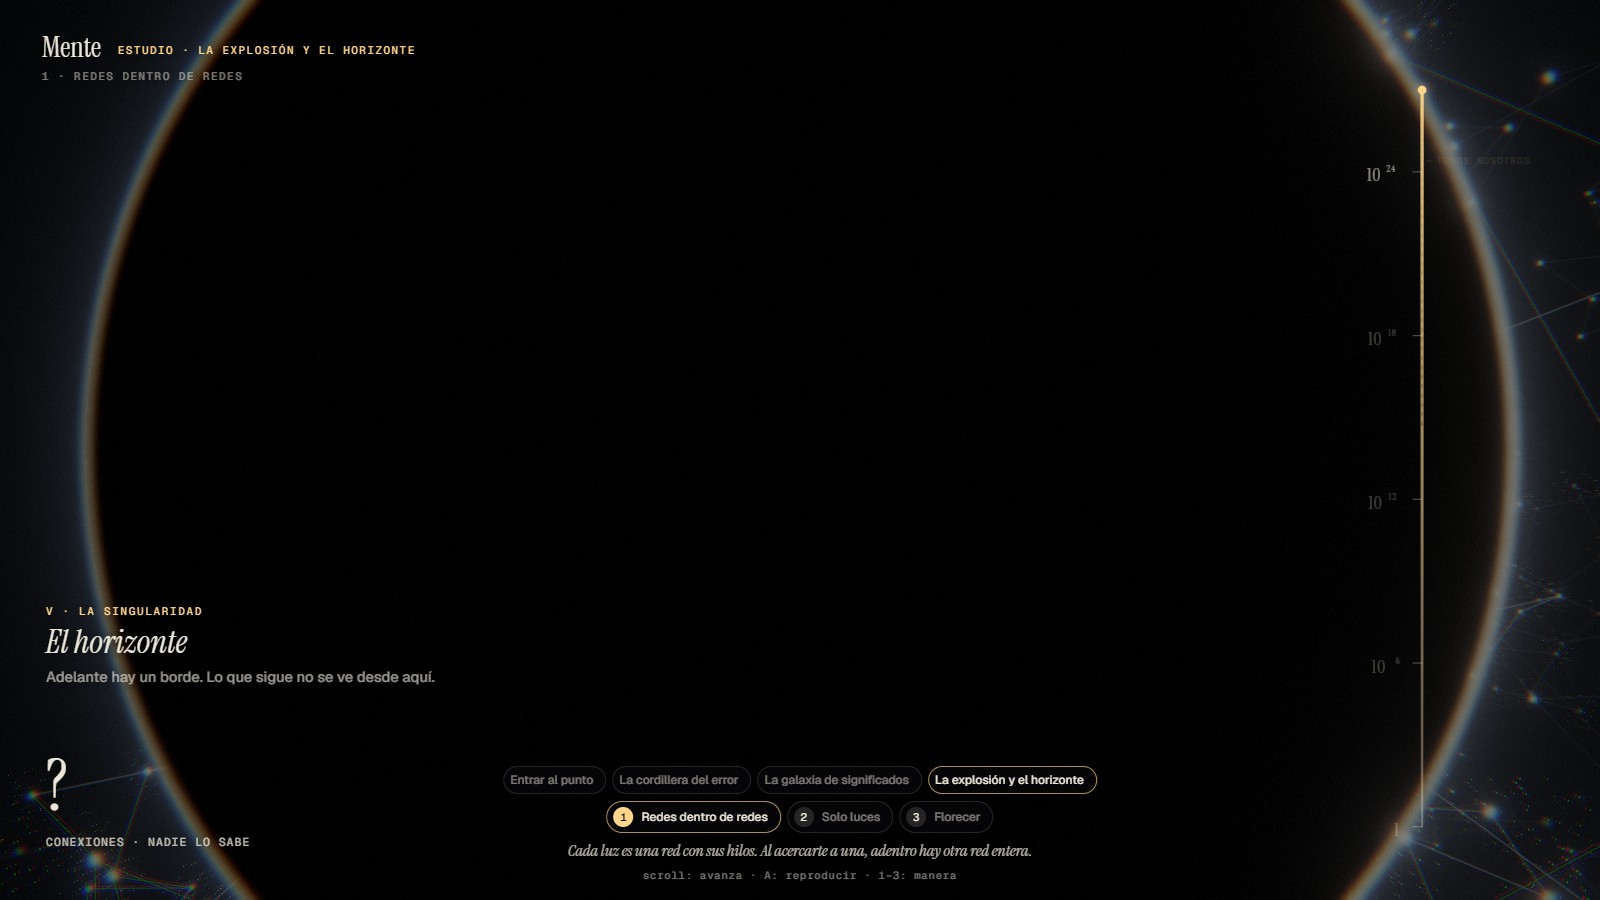 Mente ESTUDIO · LA EXPLOSIÓN Y EL HORIZONTE
1 · REDES DENTRO DE REDES
TODOS NOSOTROS
10 24
10 18
10 12
10 6
1
V · LA SINGULARIDAD
El horizonte
Adelante hay un borde. Lo que sigue no se ve desde aquí.
?
CONEXIONES · NADIE LO SABE
Entrar al punto La cordillera del error La galaxia de significados La explosión y el horizonte
1 Redes dentro de redes 2 Solo luces 3 Florecer
Cada luz es una red con sus hilos. Al acercarte a una, adentro hay otra red entera.
scroll: avanza · A: reproducir · 1–3: manera